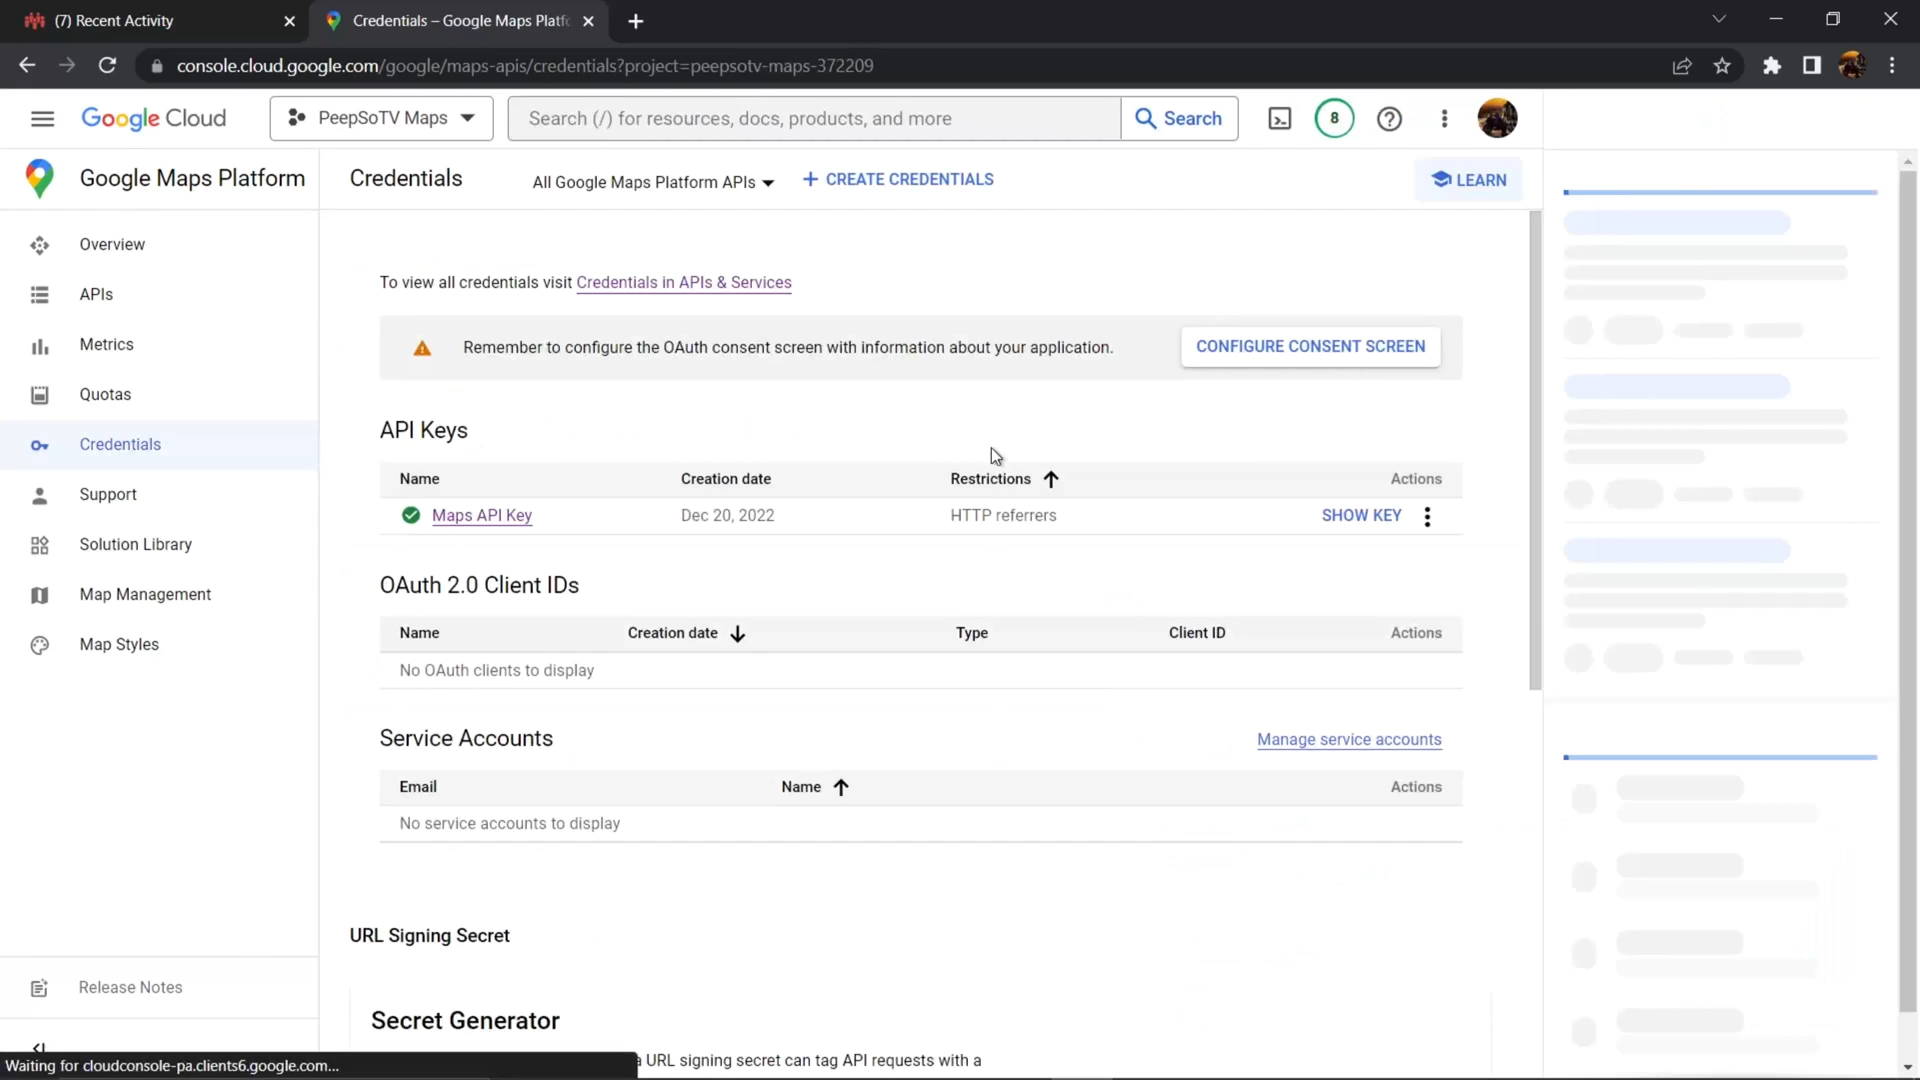 (7) Recent Activity
Credentials – Google Maps Platf
console.cloud.google.com/google/maps-apis/credentials?project=peepsotv-maps-372209
Google Cloud
PeepSoTV Maps
Search (/) for resources, docs, products, and more
Search
8
Google Maps Platform
Credentials
All Google Maps Platform APIs
+ CREATE CREDENTIALS
LEARN
Overview
APIs
Metrics
Quotas
Credentials
Support
Solution Library
Map Management
Map Styles
Release Notes
To view all credentials visit Credentials in APIs & Services
Remember to configure the OAuth consent screen with information about your application.
CONFIGURE CONSENT SCREEN
API Keys
Name Creation date Restrictions Actions
Maps API Key Dec 20, 2022 HTTP referrers SHOW KEY
OAuth 2.0 Client IDs
Name Creation date Type Client ID Actions
No OAuth clients to display
Service Accounts
Manage service accounts
Email Name Actions
No service accounts to display
URL Signing Secret
Secret Generator
URL signing secret can tag API requests with a
Waiting for cloudconsole-pa.clients6.google.com...